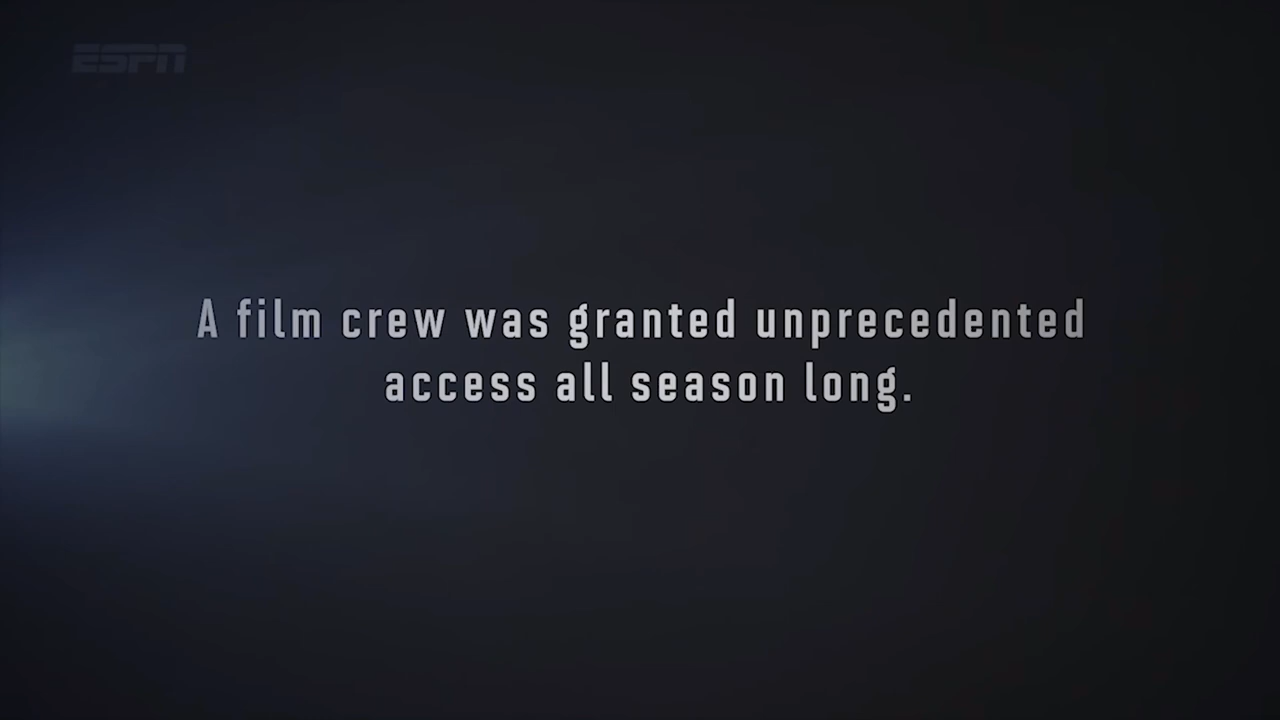 ESPN
A film crew was granted unprecedented
access all season long.